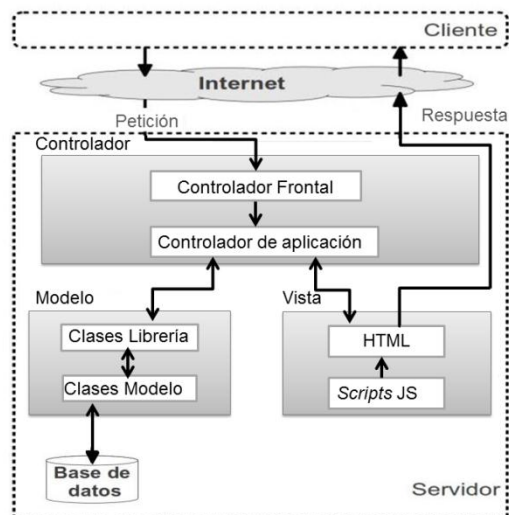 Cliente
Internet
Petición
Respuesta
Controlador
Controlador Frontal
Controlador de aplicación
Modelo
Vista
Clases Librería
HTML
Clases Modelo
Scripts JS
Base de
datos
Servidor